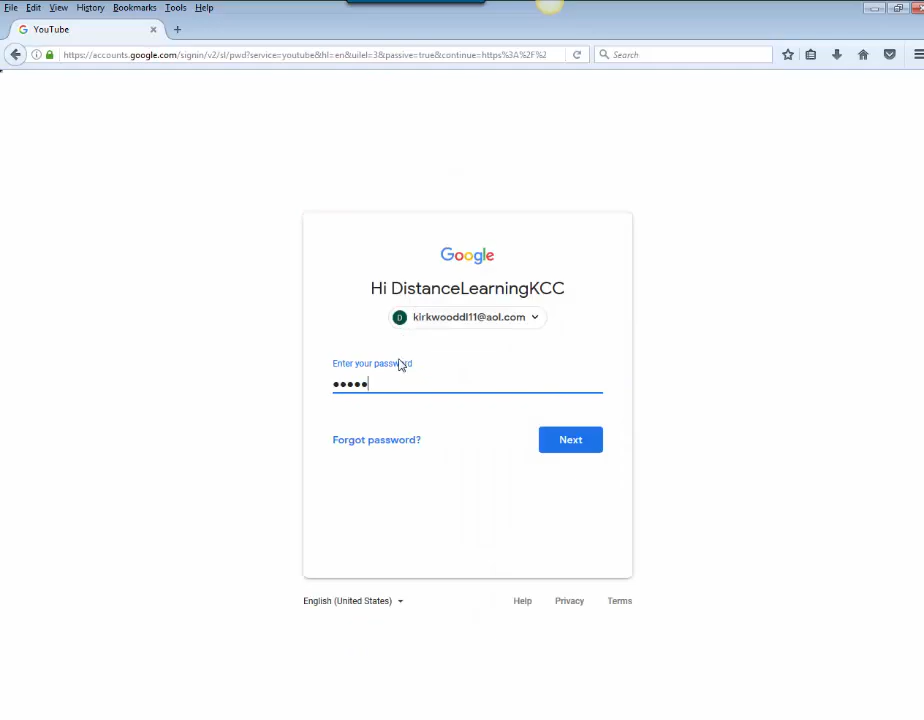 File Edit View History Bookmarks Tools Help
YouTube
https://accounts.google.com/signin/v2/sl/pwd?service=youtube&hl=en&uilel=3&passive=true&continue=https%3A%2F%2
Search
Google
Hi DistanceLearningKCC
D kirkwooddl11@aol.com
Enter your password
•••••
Forgot password? Next
English (United States) Help Privacy Terms